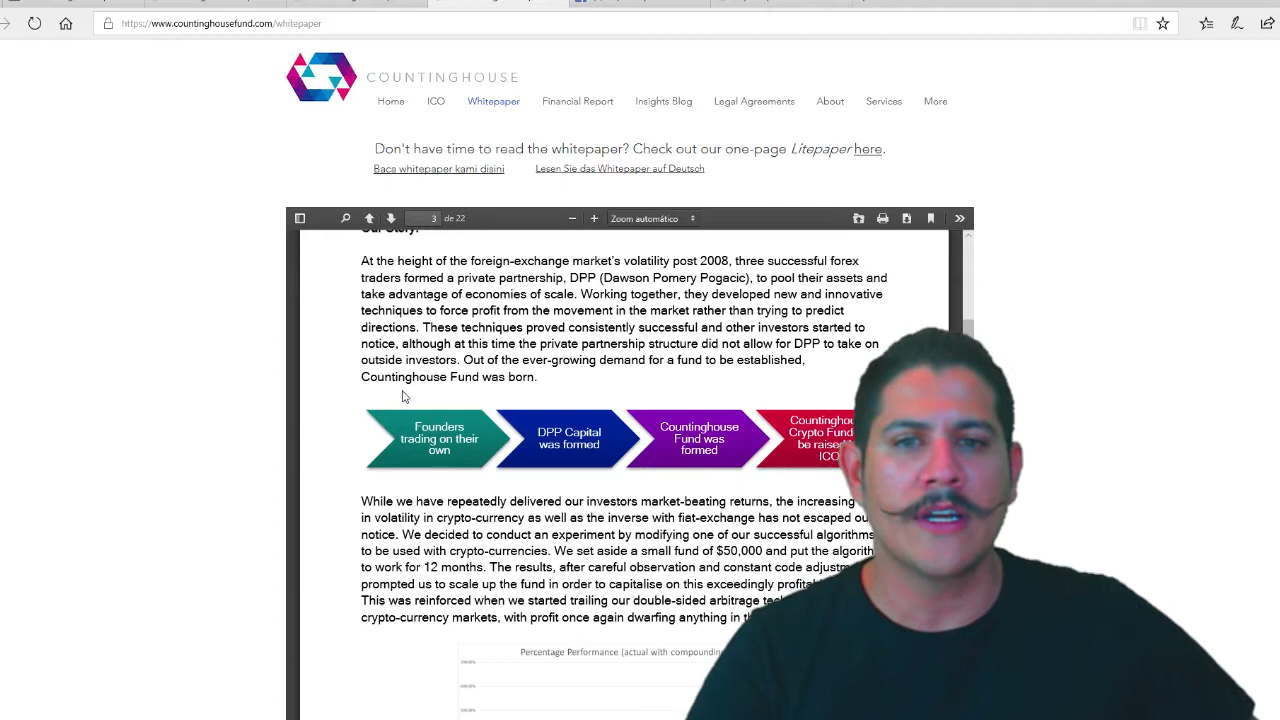 https://www.countinghousefund.com/whitepaper
COUNTINGHOUSE
Home ICO Whitepaper Financial Report Insights Blog Legal Agreements About Services More
Don't have time to read the whitepaper? Check out our one-page Litepaper here.
Baca whitepaper kami disini Lesen Sie das Whitepaper auf Deutsch
3 de 22 Zoom automático
Our Story:
At the height of the foreign-exchange market's volatility post 2008, three successful forex
traders formed a private partnership, DPP (Dawson Pomery Pogacic), to pool their assets and
take advantage of economies of scale. Working together, they developed new and innovative
techniques to force profit from the movement in the market rather than trying to predict
directions. These techniques proved consistently successful and other investors started to
notice, although at this time the private partnership structure did not allow for DPP to take on
outside investors. Out of the ever-growing demand for a fund to be established,
Countinghouse Fund was born.
Founders
trading on their
own
DPP Capital
was formed
Countinghouse
Fund was
formed
Crypto Fund
be raised
ICO
While we have repeatedly delivered our investors market-beating returns, the increasing
in volatility in crypto-currency as well as the inverse with fiat-exchange has not escaped our
notice. We decided to conduct an experiment by modifying one of our successful algorithms
to be used with crypto-currencies. We set aside a small fund of $50,000 and put the
to work for 12 months. The results, after careful observation and constant code
prompted us to scale up the fund in order to capitalise on this exceedingly
This was reinforced when we started trailing our double-sided arbitrage
crypto-currency markets, with profit once again dwarfing anything in
Percentage Performance (actual with compounding